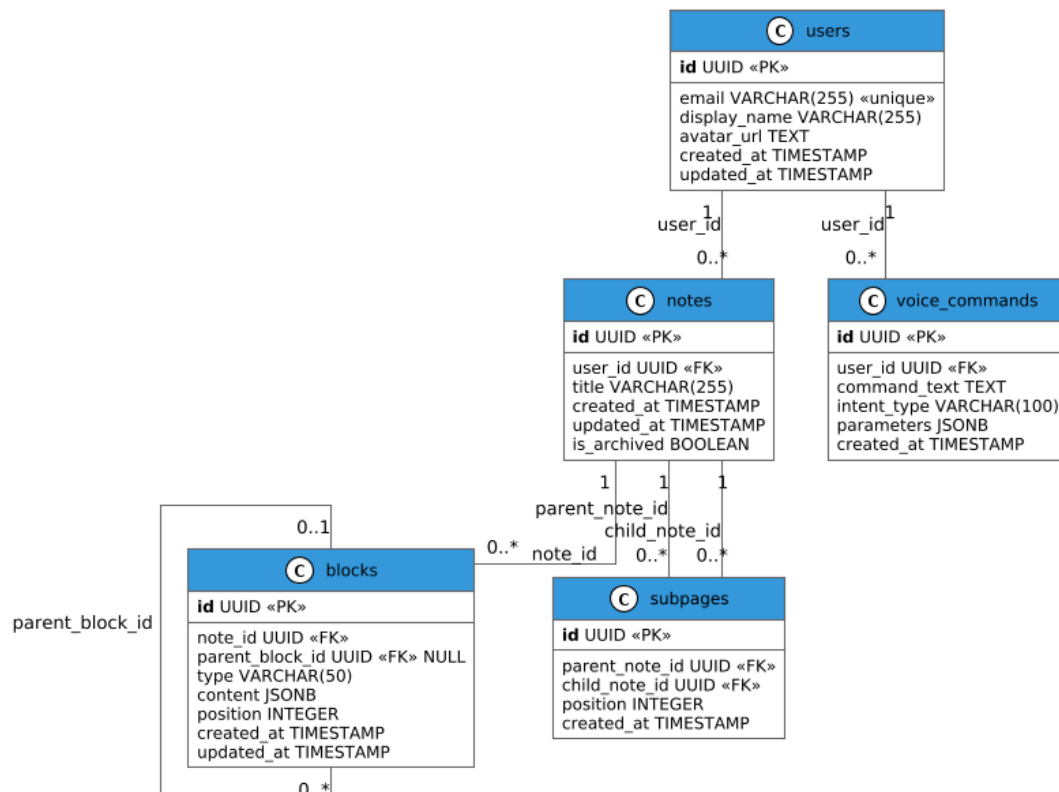 C users
id UUID «PK»
email VARCHAR(255) «unique»
display_name VARCHAR(255)
avatar_url TEXT
created_at TIMESTAMP
updated_at TIMESTAMP
1
user_id
0..*
1
user_id
0..*
C notes
id UUID «PK»
user_id UUID «FK»
title VARCHAR(255)
created_at TIMESTAMP
updated_at TIMESTAMP
is_archived BOOLEAN
C voice_commands
id UUID «PK»
user_id UUID «FK»
command_text TEXT
intent_type VARCHAR(100)
parameters JSONB
created_at TIMESTAMP
1
note_id
0..*
1
parent_note_id
0..*
1
child_note_id
0..*
0..1
parent_block_id
C blocks
id UUID «PK»
note_id UUID «FK»
parent_block_id UUID «FK» NULL
type VARCHAR(50)
content JSONB
position INTEGER
created_at TIMESTAMP
updated_at TIMESTAMP
0..*
C subpages
id UUID «PK»
parent_note_id UUID «FK»
child_note_id UUID «FK»
position INTEGER
created_at TIMESTAMP